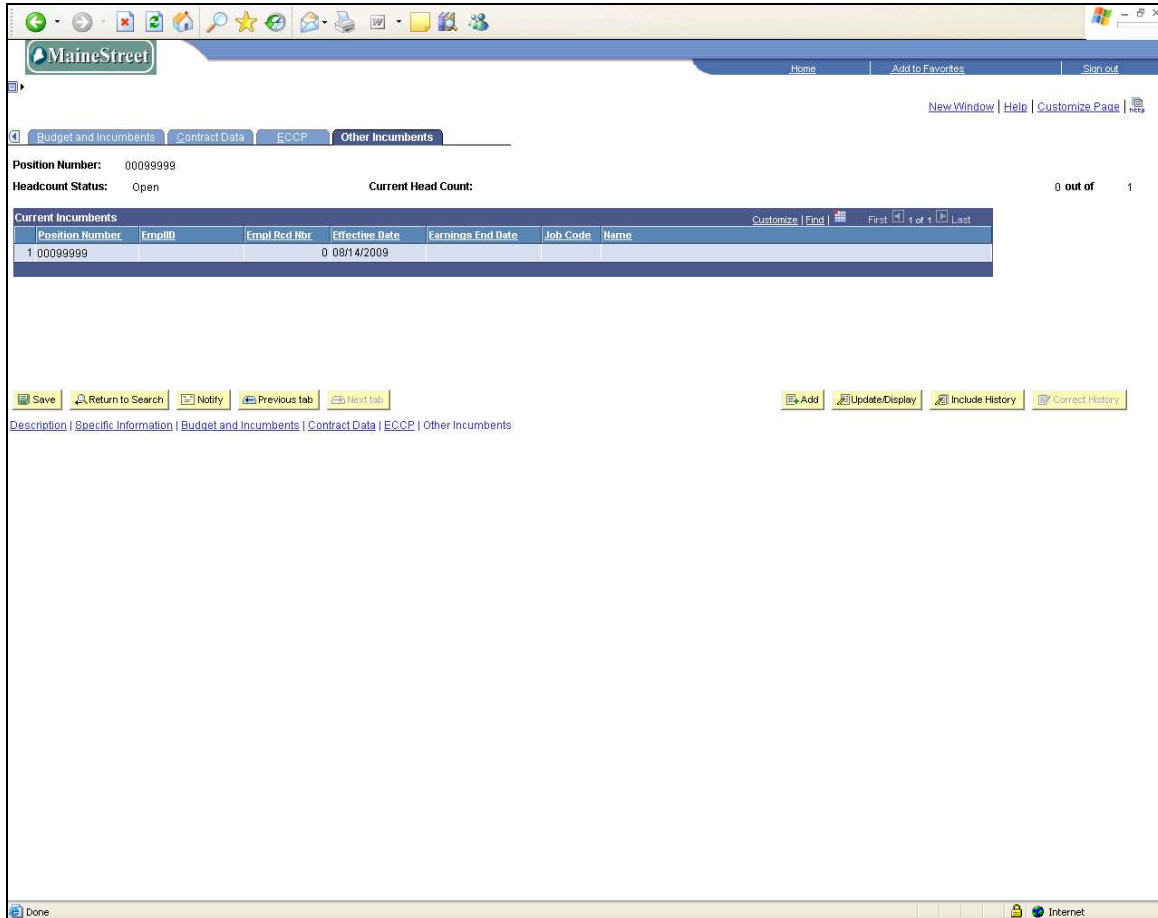 MaineStreet
Home Add to Favorites Sign out
New Window | Help | Customize Page | http
Budget and Incumbents Contract Data ECCP Other Incumbents
Position Number: 00099999
Headcount Status: Open Current Head Count: 0 out of 1
Current Incumbents Customize | Find | First 1 of 1 Last
Position Number EmplID Empl Rcd Nbr Effective Date Earnings End Date Job Code Name
1 00099999 0 08/14/2009
Save Return to Search Notify Previous tab Next tab Add Update/Display Include History Correct History
Description | Specific Information | Budget and Incumbents | Contract Data | ECCP | Other Incumbents
Done Internet